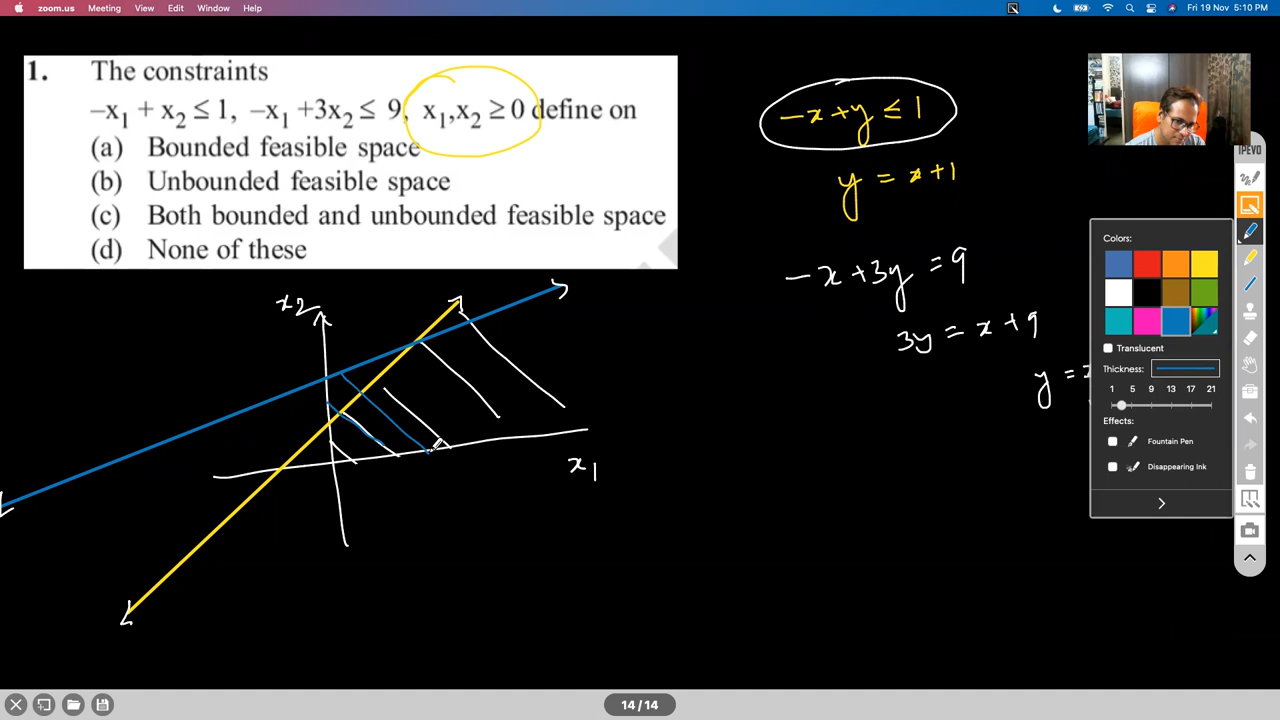 zoom.us Meeting View Edit Window Help
Fri 19 Nov 5:10 PM
1. The constraints
–x₁ + x₂ ≤ 1, –x₁ +3x₂ ≤ 9, x₁,x₂ ≥ 0 define on
(a) Bounded feasible space
(b) Unbounded feasible space
(c) Both bounded and unbounded feasible space
(d) None of these
-x+y ≤ 1
y = x+1
-x+3y = 9
3y = x+9
y =
x2
x1
IPEVO
Colors:
Translucent
Thickness:
1 5 9 13 17 21
Effects:
Fountain Pen
Disappearing Ink
14 / 14